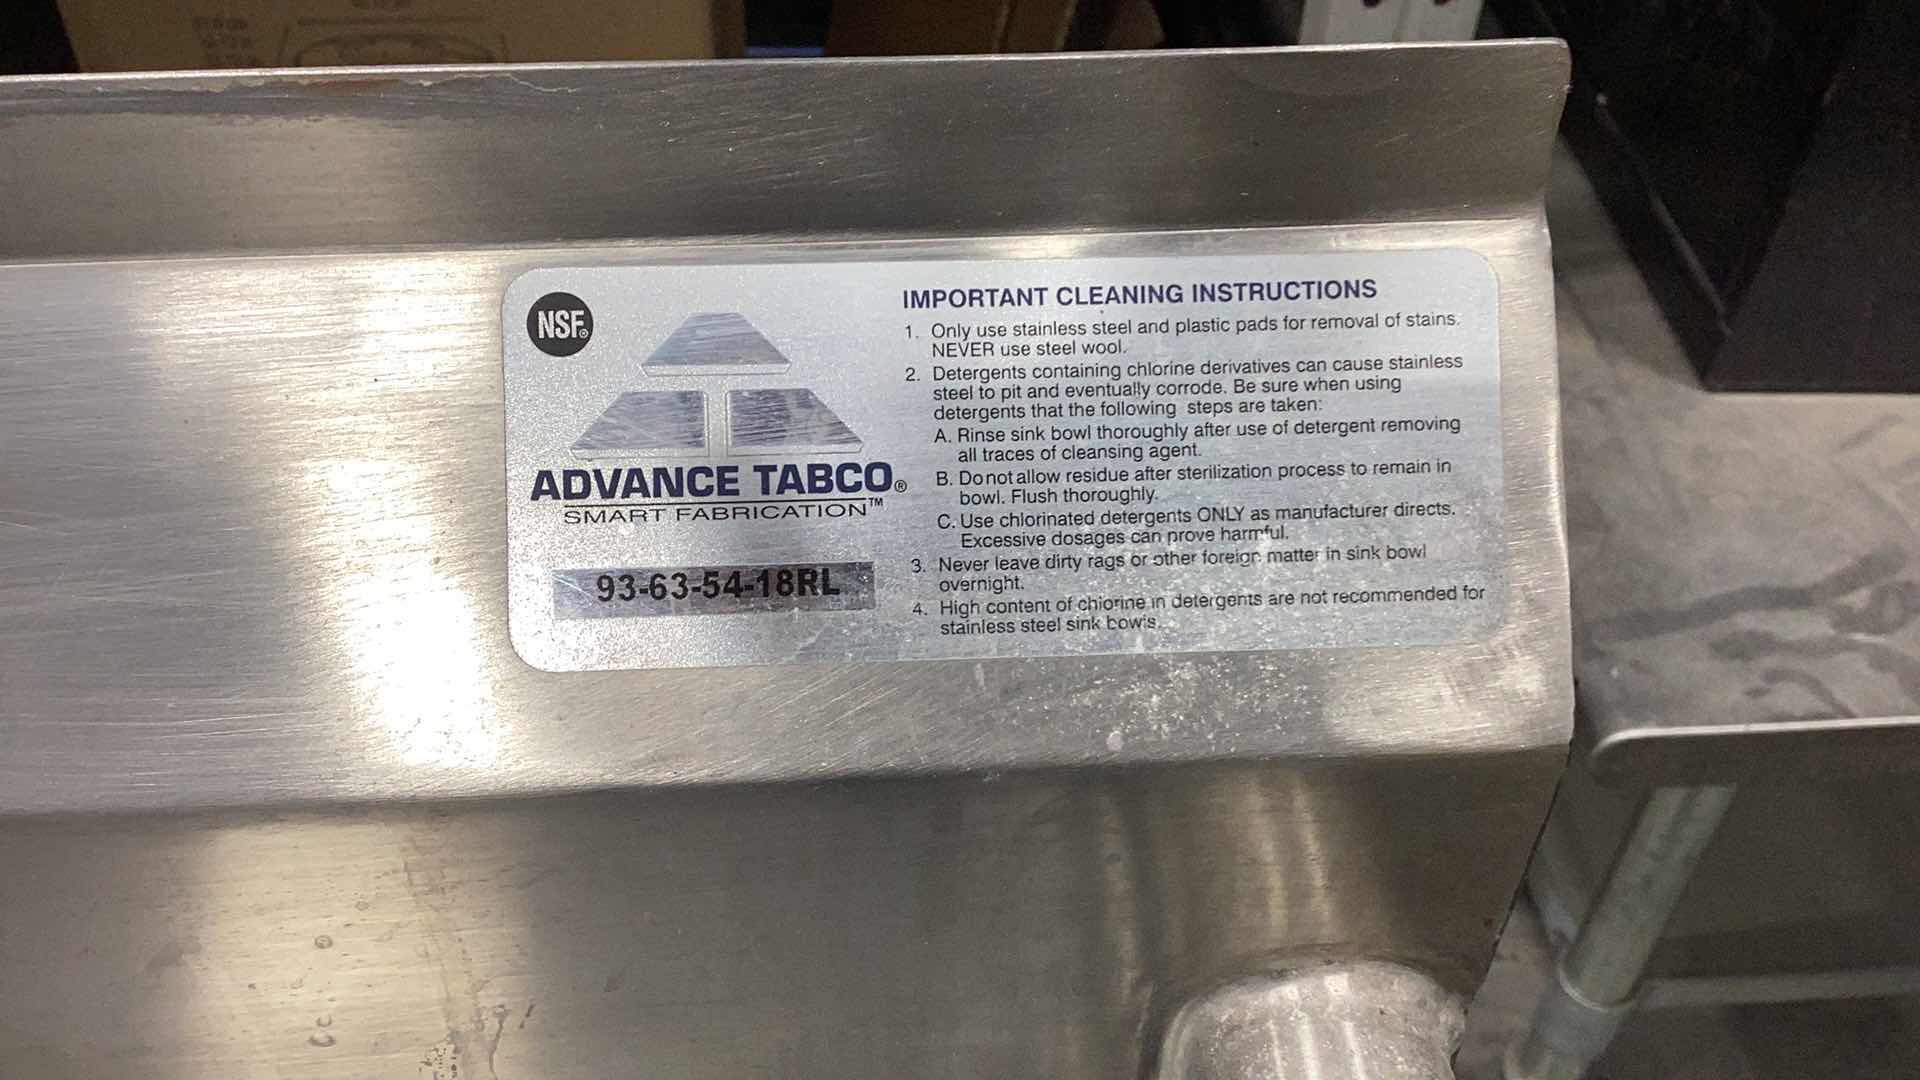 NSF®
ADVANCE TABCO®
SMART FABRICATION™
93-63-54-18RL
IMPORTANT CLEANING INSTRUCTIONS
1. Only use stainless steel and plastic pads for removal of stains.
NEVER use steel wool.
2. Detergents containing chlorine derivatives can cause stainless
steel to pit and eventually corrode. Be sure when using
detergents that the following steps are taken:
A. Rinse sink bowl thoroughly after use of detergent removing
all traces of cleansing agent.
B. Do not allow residue after sterilization process to remain in
bowl. Flush thoroughly.
C. Use chlorinated detergents ONLY as manufacturer directs.
Excessive dosages can prove harmful.
3. Never leave dirty rags or other foreign matter in sink bowl
overnight.
4. High content of chlorine in detergents are not recommended for
stainless steel sink bowls.